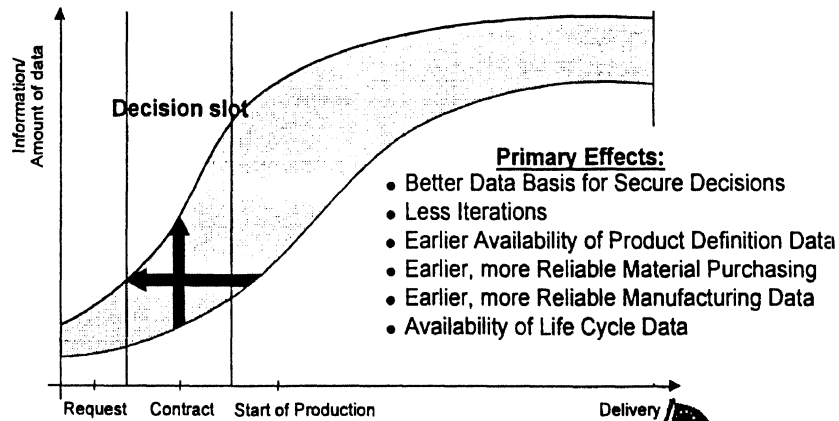 Information/
Amount of data
Decision slot
Primary Effects:
• Better Data Basis for Secure Decisions
• Less Iterations
• Earlier Availability of Product Definition Data
• Earlier, more Reliable Material Purchasing
• Earlier, more Reliable Manufacturing Data
• Availability of Life Cycle Data
Request Contract Start of Production Delivery